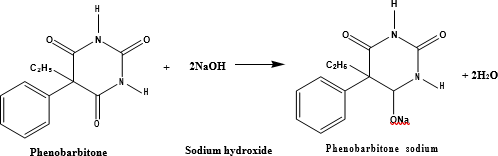 H
O N O
C₂H₅
N H
O
+ 2NaOH
H
O N O
C₂H₅
N H
ONa
+ 2H₂O
Phenobarbitone Sodium hydroxide Phenobarbitone sodium